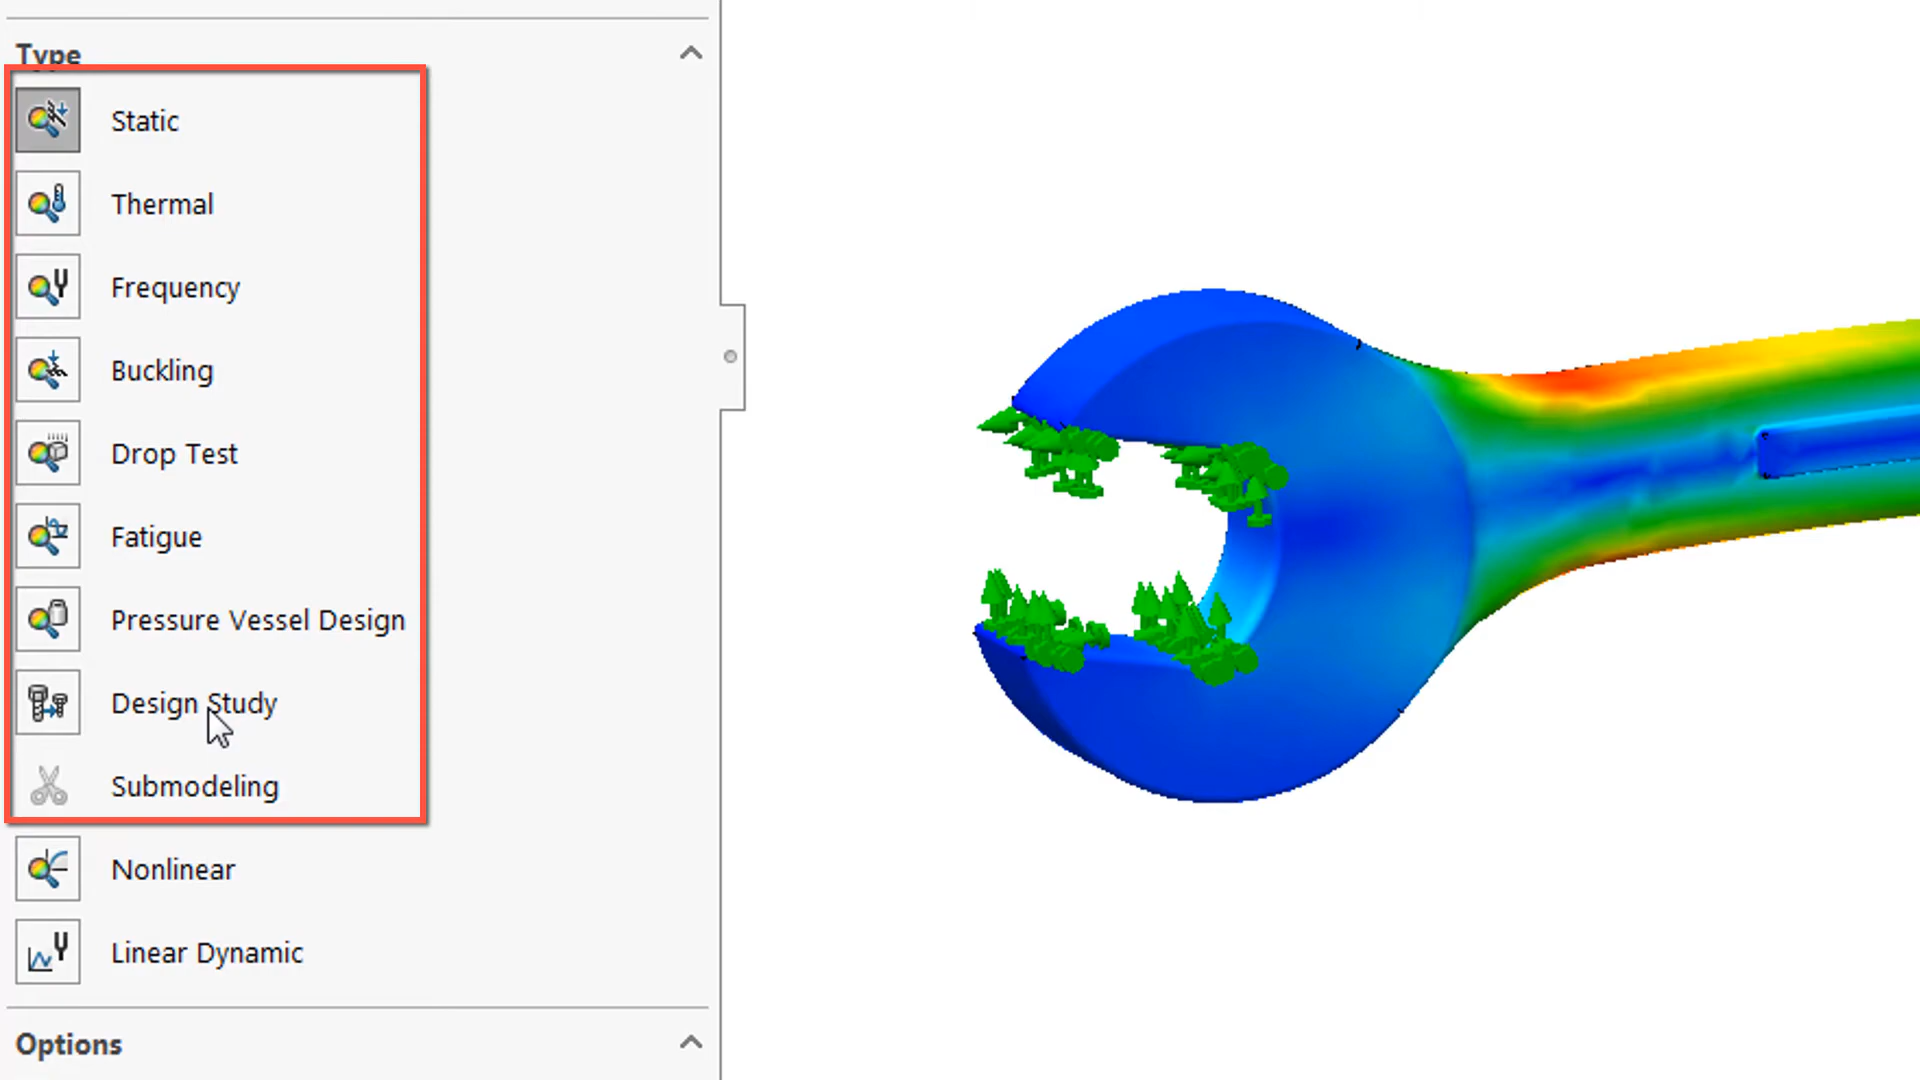 Type
Static
Thermal
Frequency
Buckling
Drop Test
Fatigue
Pressure Vessel Design
Design Study
Submodeling
Nonlinear
Linear Dynamic
Options